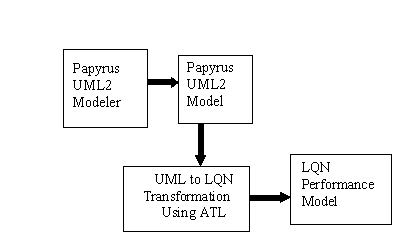 Papyrus
UML2
Modeler
Papyrus
UML2
Model
UML to LQN
Transformation
Using ATL
LQN
Performance
Model